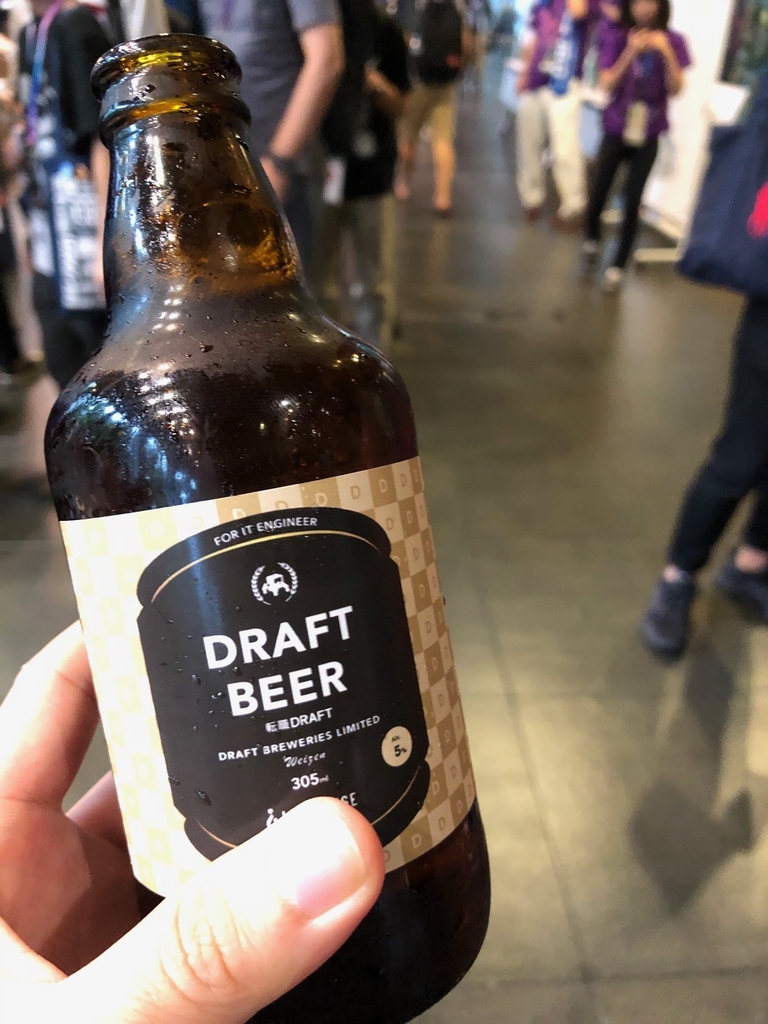 FOR IT ENGINEER
DRAFT
BEER
転職DRAFT
DRAFT BREWERIES LIMITED
Weizen
305ml
Alc.
5%